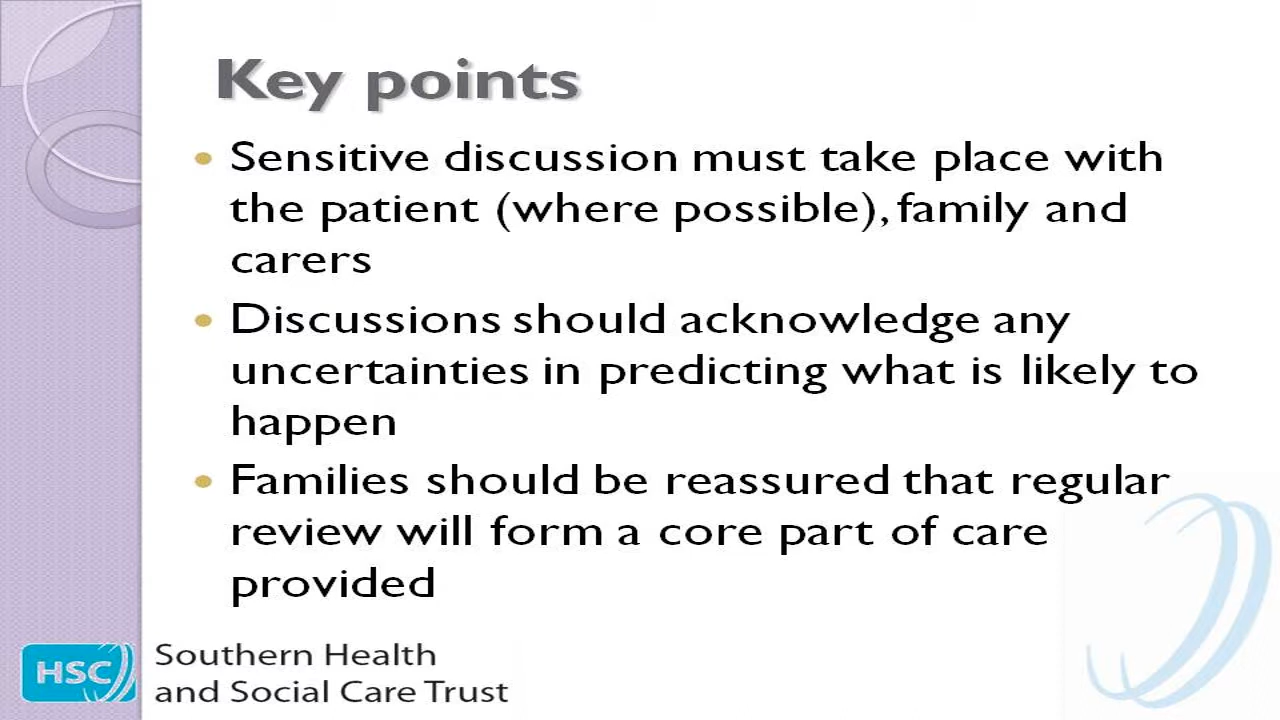 Key points
• Sensitive discussion must take place with
the patient (where possible), family and
carers
• Discussions should acknowledge any
uncertainties in predicting what is likely to
happen
• Families should be reassured that regular
review will form a core part of care
provided
HSC
Southern Health
and Social Care Trust